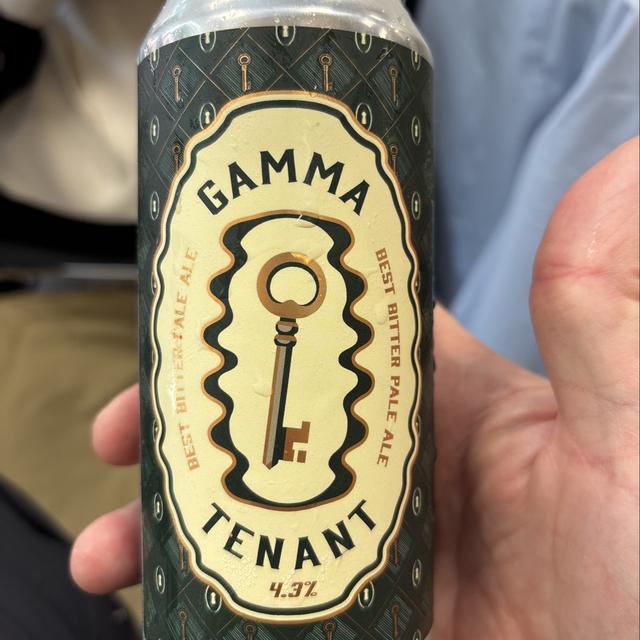 GAMMA
BEST BITTER PALE ALE
BEST BITTER PALE ALE
TENANT
4.3%